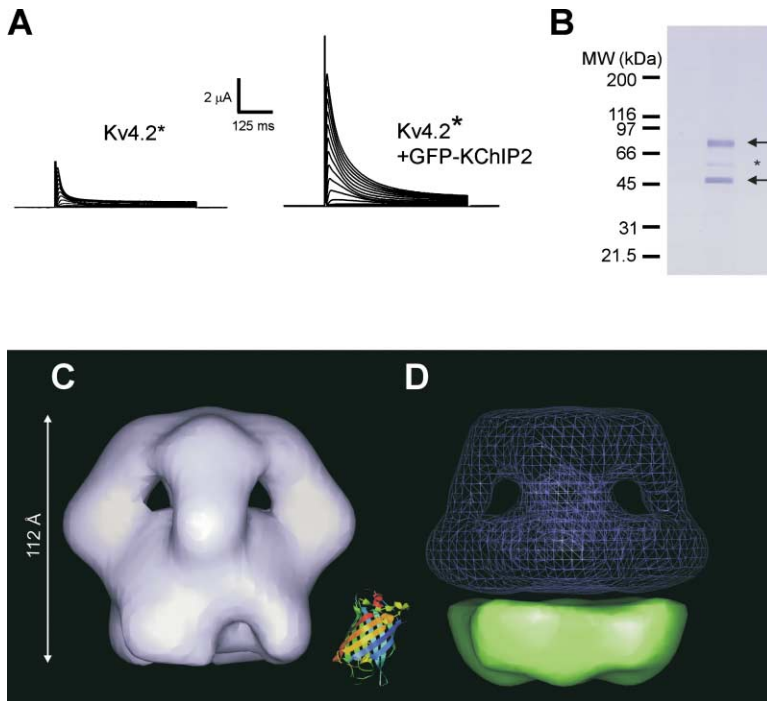 A
Kv4.2*
2 μA
125 ms
Kv4.2*
+GFP-KChIP2
B
MW (kDa)
200
116
97
66
45
31
21.5
*
C
112 Å
D